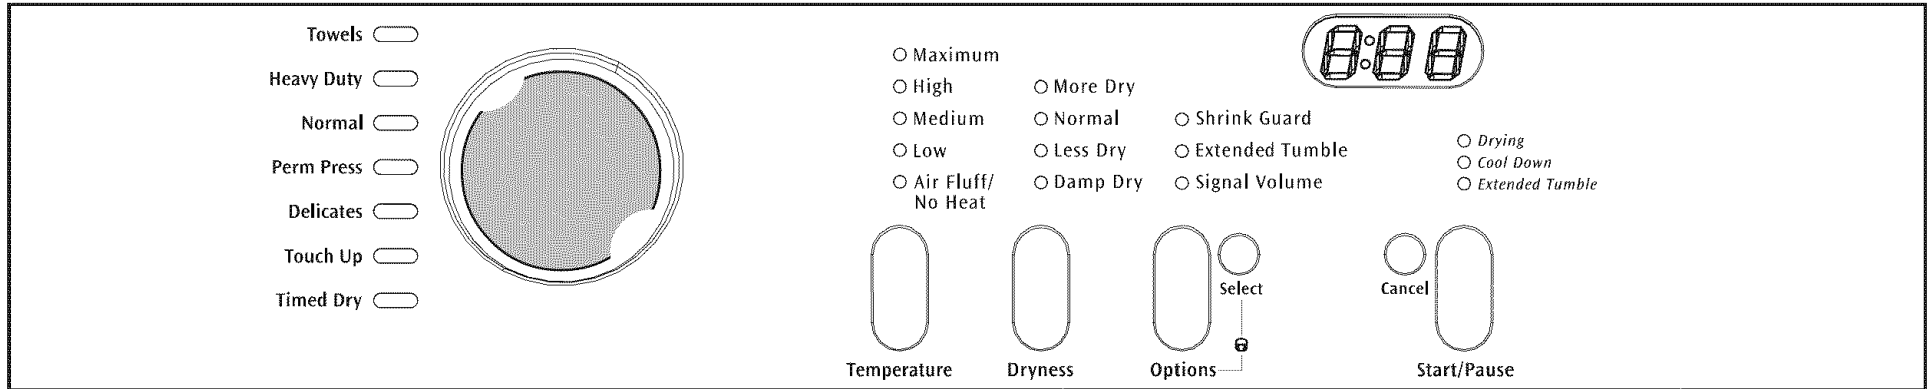 Towels
Heavy Duty
Normal
Perm Press
Delicates
Touch Up
Timed Dry
Maximum
High
Medium
Low
Air Fluff/
No Heat
More Dry
Normal
Less Dry
Damp Dry
Shrink Guard
Extended Tumble
Signal Volume
8:88
Drying
Cool Down
Extended Tumble
Select
Cancel
Temperature
Dryness
Options
Start/Pause